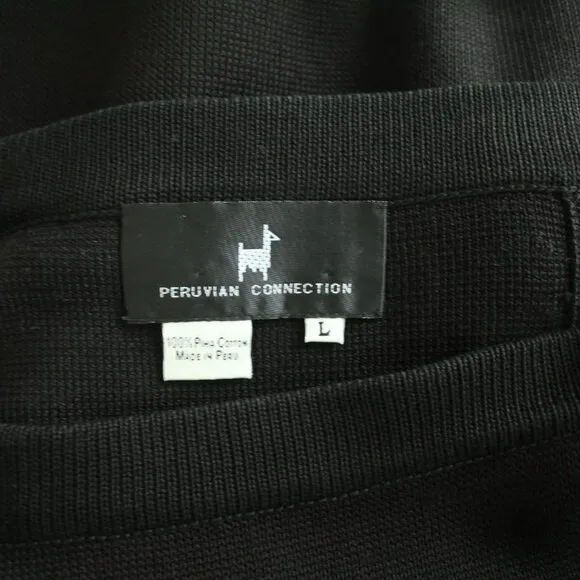 PERUVIAN CONNECTION
L
100% PIMA COTTON
MADE IN PERU